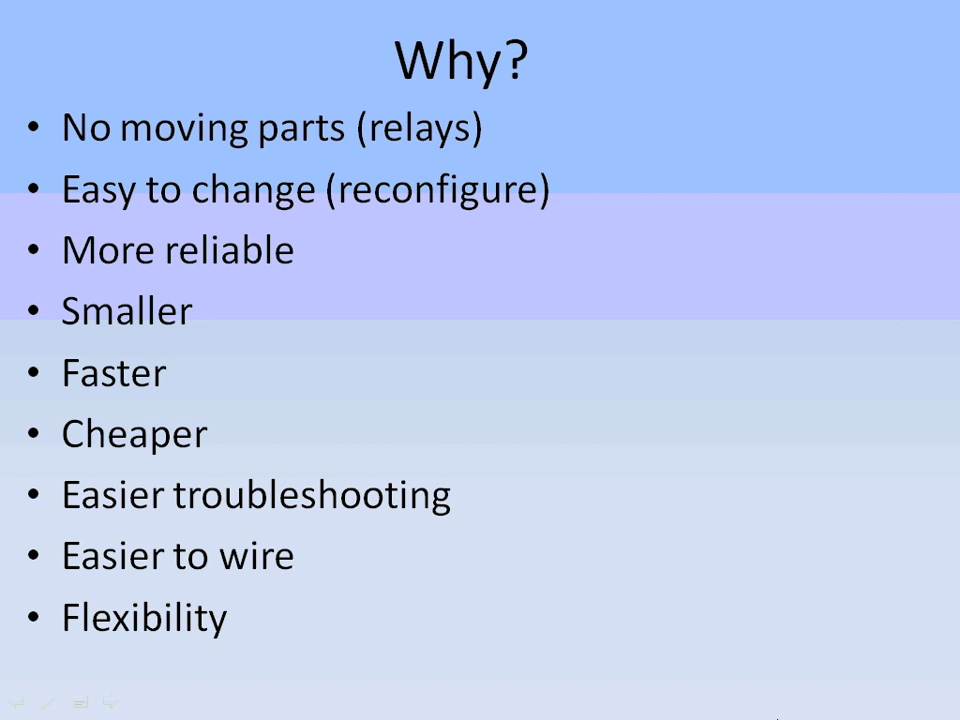 Why?
• No moving parts (relays)
• Easy to change (reconfigure)
• More reliable
• Smaller
• Faster
• Cheaper
• Easier troubleshooting
• Easier to wire
• Flexibility